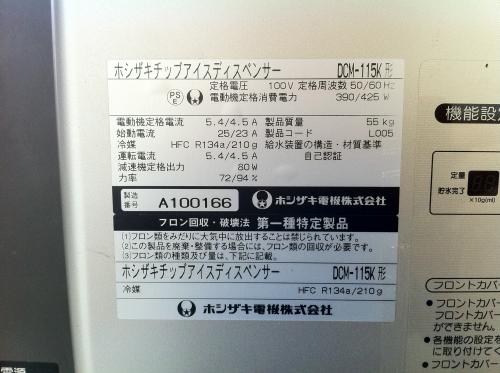 ホシザキチップアイスディスペンサー DCM-115K 形
定格電圧 100V 定格周波数 50/60Hz
PS E 電動機定格消費電力 390/425 W
電動機定格電流 5.4/4.5 A 製品質量 55 kg
始動電流 25/23 A 製品コード L005
冷媒 HFC R134a/210g 給水装置の構造・材質基準
運転電流 5.4/4.5 A 自己認証
減速機定格出力 80W
力率 72/94%
製造番号 A100166 ホシザキ電機株式会社
フロン回収・破壊法 第一種特定製品
(1)フロン類をみだりに大気中に放出することは禁じられています。
(2)この製品を廃棄・整備する場合には、フロン類の回収が必要です。
(3)フロン類の種類及び量は、下記に記載。
ホシザキチップアイスディスペンサー DCM-115K 形
冷媒 HFC R134a/210g
ホシザキ電機株式会社
機能設定
定量
貯氷完了
×10g(ml)
フロントカバー
●フロントカバー
フロントカバー
ができません。
●各機能の設定を
に取り付けてく
●フロントカバ
電源